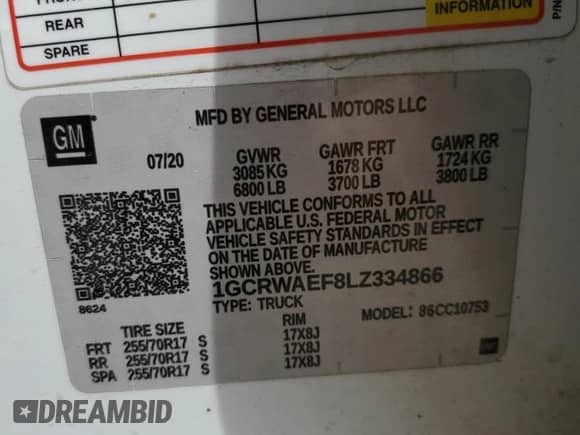 INFORMATION
REAR
SPARE
P/N
GM
MFD BY GENERAL MOTORS LLC
07/20
GVWR
3085 KG
6800 LB
GAWR FRT
1678 KG
3700 LB
GAWR RR
1724 KG
3800 LB
THIS VEHICLE CONFORMS TO ALL
APPLICABLE U.S. FEDERAL MOTOR
VEHICLE SAFETY STANDARDS IN EFFECT
ON THE DATE OF MANUFACTURE
SHOWN ABOVE.
1GCRWAEF8LZ334866
TYPE: TRUCK
MODEL: 86CC10753
8624
TIRE SIZE
RIM
FRT 255/70R17 S 17X8J
RR 255/70R17 S 17X8J
SPA 255/70R17 S 17X8J
DREAMBID